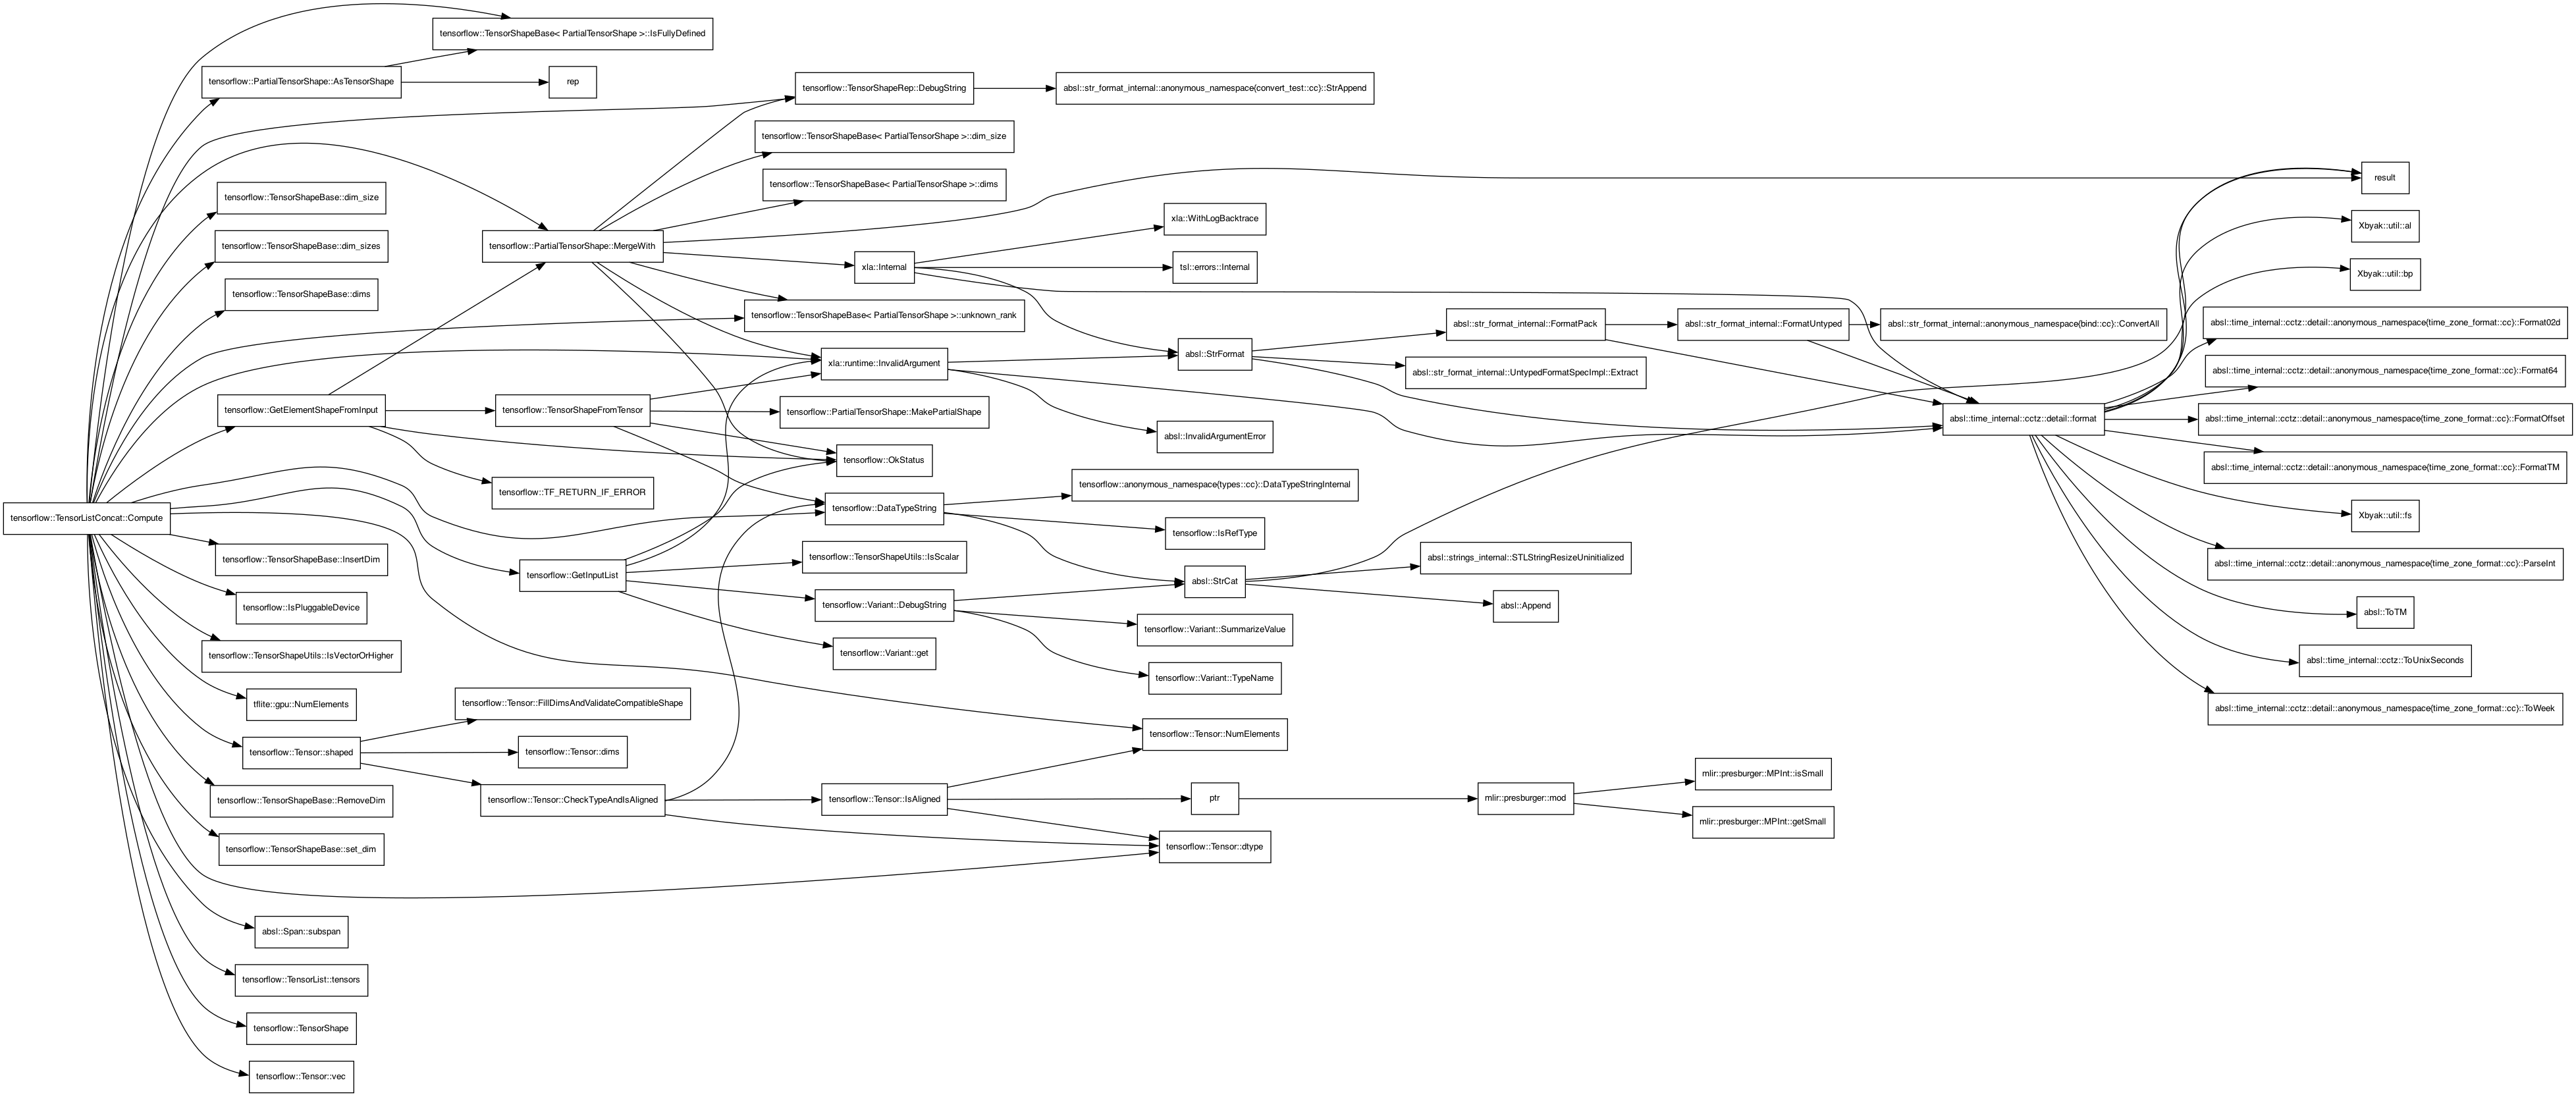 tensorflow::TensorListConcat::Compute
tensorflow::TensorShapeBase< PartialTensorShape >::IsFullyDefined
tensorflow::PartialTensorShape::AsTensorShape
rep
tensorflow::TensorShapeRep::DebugString
absl::str_format_internal::anonymous_namespace(convert_test::cc)::StrAppend
tensorflow::TensorShapeBase< PartialTensorShape >::dim_size
tensorflow::TensorShapeBase< PartialTensorShape >::dims
tensorflow::TensorShapeBase::dim_size
tensorflow::TensorShapeBase::dim_sizes
tensorflow::TensorShapeBase::dims
tensorflow::PartialTensorShape::MergeWith
result
xla::WithLogBacktrace
xla::Internal
tsl::errors::Internal
tensorflow::TensorShapeBase< PartialTensorShape >::unknown_rank
xla::runtime::InvalidArgument
absl::StrFormat
absl::str_format_internal::FormatPack
absl::str_format_internal::FormatUntyped
absl::str_format_internal::anonymous_namespace(bind::cc)::ConvertAll
absl::str_format_internal::UntypedFormatSpecImpl::Extract
absl::InvalidArgumentError
tensorflow::GetElementShapeFromInput
tensorflow::TensorShapeFromTensor
tensorflow::PartialTensorShape::MakePartialShape
tensorflow::OkStatus
tensorflow::TF_RETURN_IF_ERROR
tensorflow::DataTypeString
tensorflow::anonymous_namespace(types::cc)::DataTypeStringInternal
tensorflow::IsRefType
absl::StrCat
absl::strings_internal::STLStringResizeUninitialized
absl::Append
absl::time_internal::cctz::detail::format
Xbyak::util::al
Xbyak::util::bp
absl::time_internal::cctz::detail::anonymous_namespace(time_zone_format::cc)::Format02d
absl::time_internal::cctz::detail::anonymous_namespace(time_zone_format::cc)::Format64
absl::time_internal::cctz::detail::anonymous_namespace(time_zone_format::cc)::FormatOffset
absl::time_internal::cctz::detail::anonymous_namespace(time_zone_format::cc)::FormatTM
Xbyak::util::fs
absl::time_internal::cctz::detail::anonymous_namespace(time_zone_format::cc)::ParseInt
absl::ToTM
absl::time_internal::cctz::ToUnixSeconds
absl::time_internal::cctz::detail::anonymous_namespace(time_zone_format::cc)::ToWeek
tensorflow::TensorShapeBase::InsertDim
tensorflow::GetInputList
tensorflow::TensorShapeUtils::IsScalar
tensorflow::Variant::DebugString
tensorflow::Variant::SummarizeValue
tensorflow::Variant::get
tensorflow::Variant::TypeName
tensorflow::IsPluggableDevice
tensorflow::TensorShapeUtils::IsVectorOrHigher
tflite::gpu::NumElements
tensorflow::Tensor::shaped
tensorflow::Tensor::FillDimsAndValidateCompatibleShape
tensorflow::Tensor::dims
tensorflow::Tensor::CheckTypeAndIsAligned
tensorflow::Tensor::IsAligned
tensorflow::Tensor::NumElements
ptr
mlir::presburger::mod
mlir::presburger::MPInt::isSmall
mlir::presburger::MPInt::getSmall
tensorflow::Tensor::dtype
tensorflow::TensorShapeBase::RemoveDim
tensorflow::TensorShapeBase::set_dim
absl::Span::subspan
tensorflow::TensorList::tensors
tensorflow::TensorShape
tensorflow::Tensor::vec